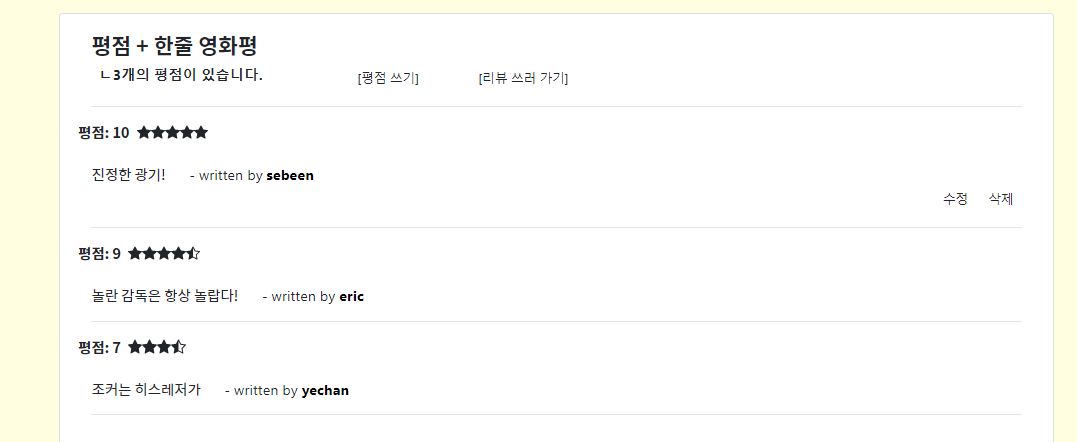 평점 + 한줄 영화평
ㄴ3개의 평점이 있습니다. [평점 쓰기] [리뷰 쓰러 가기]
평점: 10 ★★★★★
진정한 광기! - written by sebeen
수정 삭제
평점: 9
놀란 감독은 항상 놀랍다! - written by eric
평점: 7
조커는 히스레저가 - written by yechan